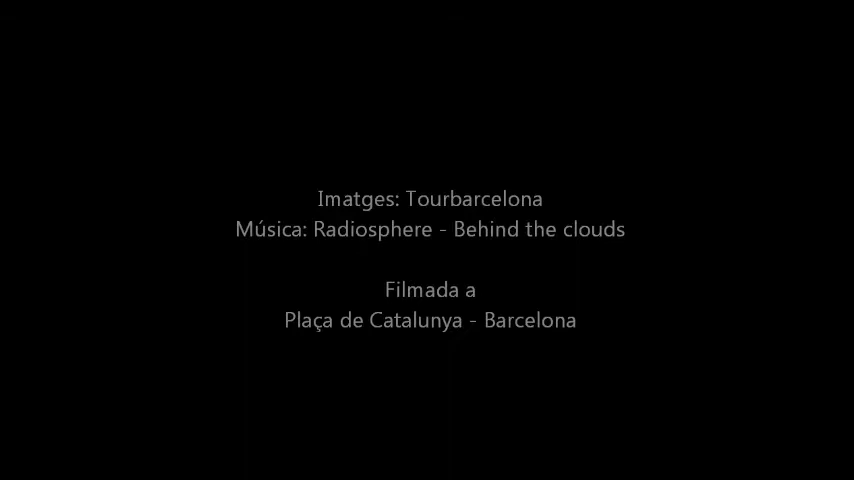 Imatges: Tourbarcelona
Música: Radiosphere - Behind the clouds
Filmada a
Plaça de Catalunya - Barcelona